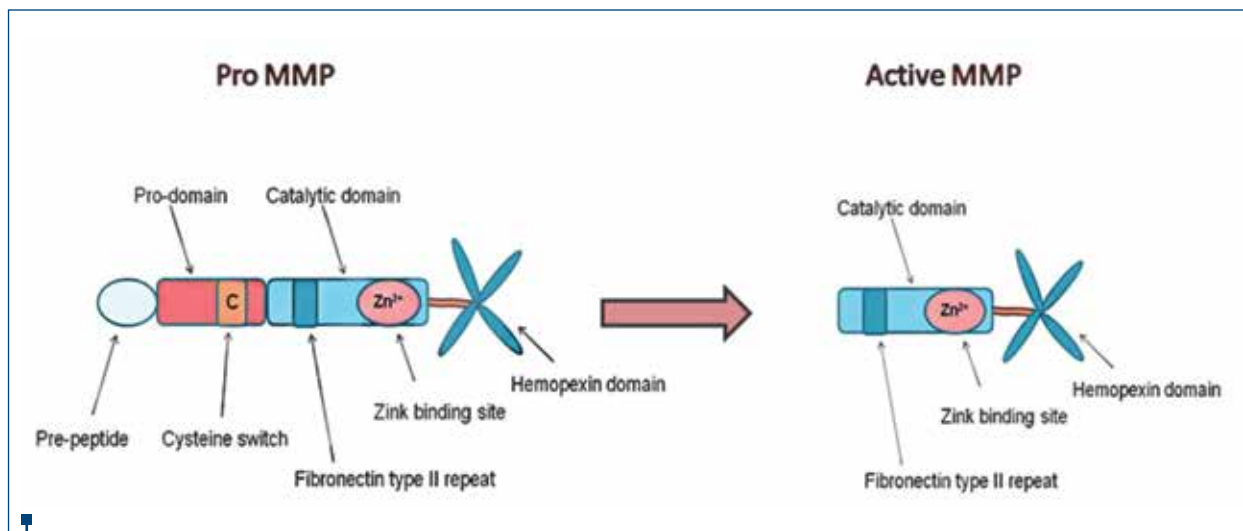 Pro MMP
Active MMP
Pro-domain
Catalytic domain
C
Zn²⁺
Hemopexin domain
Zink binding site
Pre-peptide
Cysteine switch
Fibronectin type II repeat
Catalytic domain
Zn²⁺
Hemopexin domain
Zink binding site
Fibronectin type II repeat